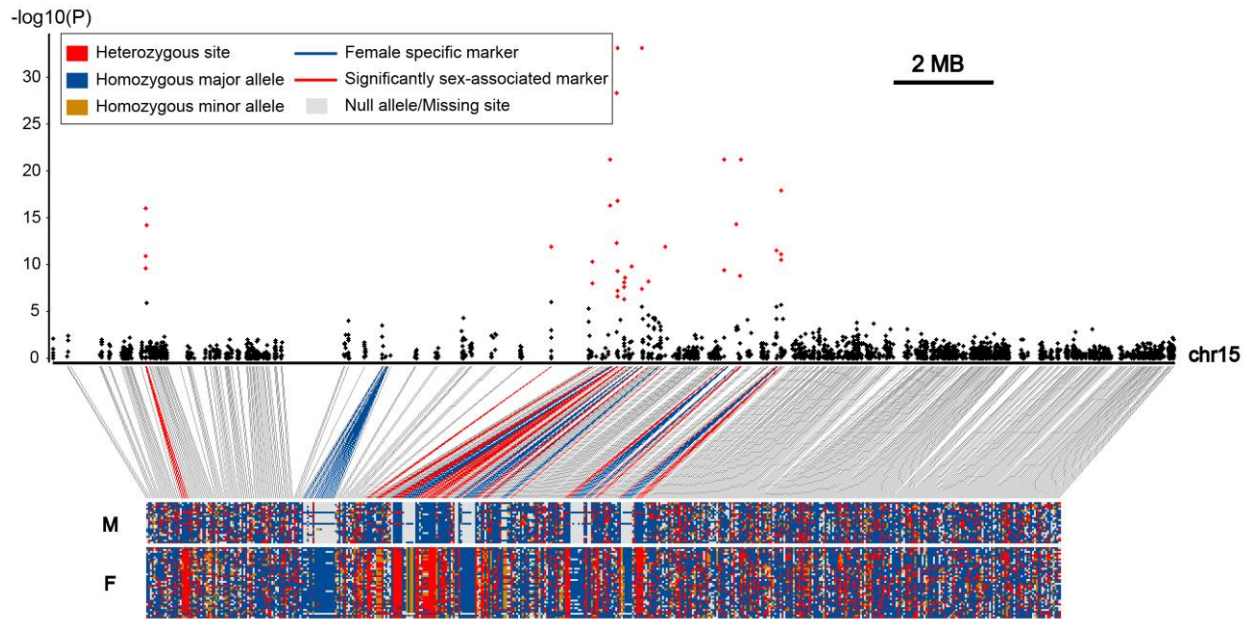 -log10(P)
Heterozygous site
Female specific marker
Homozygous major allele
Significantly sex-associated marker
Homozygous minor allele
Null allele/Missing site
2 MB
30
25
20
15
10
5
0
chr15
M
F